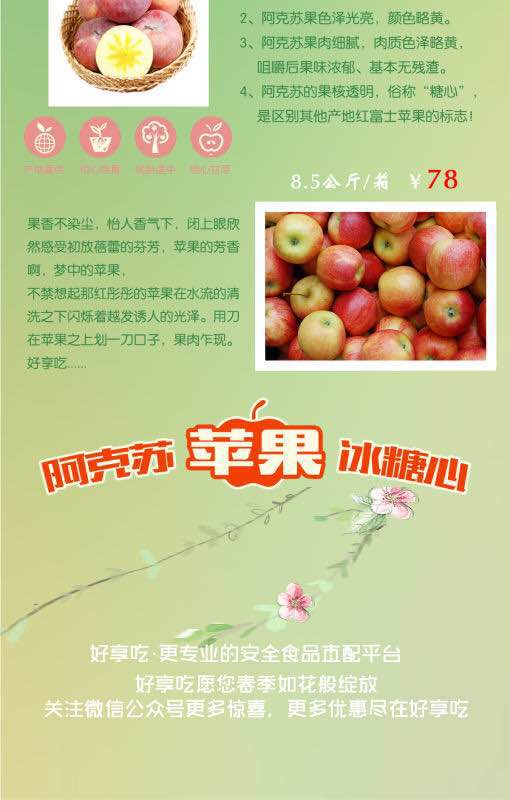 2、阿克苏果色泽光亮，颜色略黄。
3、阿克苏果肉细腻，肉质色泽略黄，
咀嚼后果味浓郁、基本无残渣。
4、阿克苏的果核透明，俗称“糖心”，
是区别其他产地红富士苹果的标志！
8.5公斤/箱 ￥78
果香不染尘，怡人香气下，闭上眼欣
然感受初放蓓蕾的芬芳，苹果的芳香
啊，梦中的苹果，
不禁想起那红彤彤的苹果在水流的清
洗之下闪烁着越发诱人的光泽。用刀
在苹果之上划一刀口子，果肉乍现。
好享吃......
阿克苏 苹果 冰糖心
好享吃·更专业的安全食品直配平台
好享吃愿您春季如花般绽放
关注微信公众号更多惊喜，更多优惠尽在好享吃